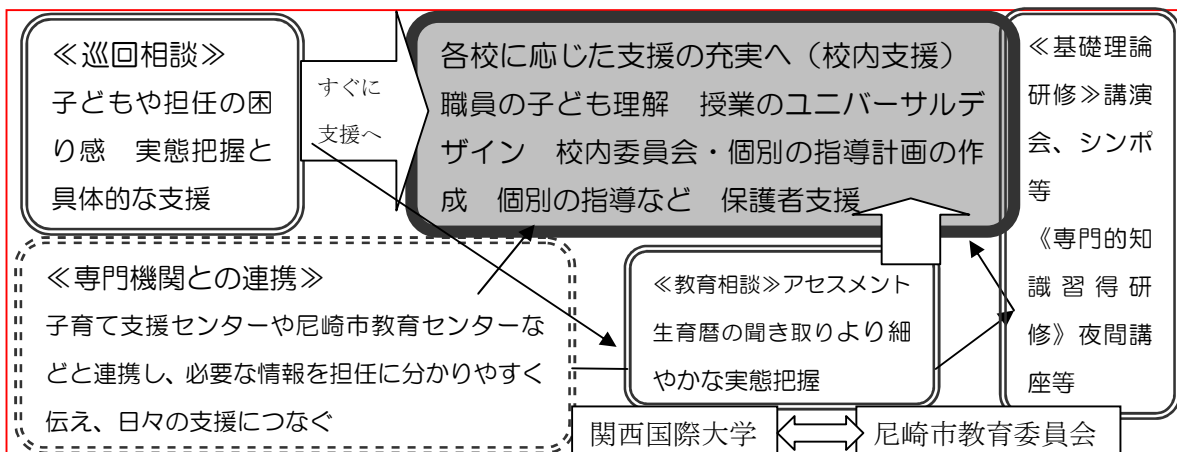 ≪巡回相談≫
子どもや担任の困
り感　実態把握と
具体的な支援
すぐに
支援へ
各校に応じた支援の充実へ（校内支援）
職員の子ども理解　授業のユニバーサルデ
ザイン　校内委員会・個別の指導計画の作
成　個別の指導など　保護者支援
≪基礎理論
研修≫講演
会、シンポ
等
《専門的知
識習得研
修》夜間講
座等
≪専門機関との連携≫
子育て支援センターや尼崎市教育センターな
どと連携し、必要な情報を担任に分かりやすく
伝え、日々の支援につなぐ
≪教育相談≫アセスメント
生育暦の聞き取りより細
やかな実態把握
関西国際大学
尼崎市教育委員会